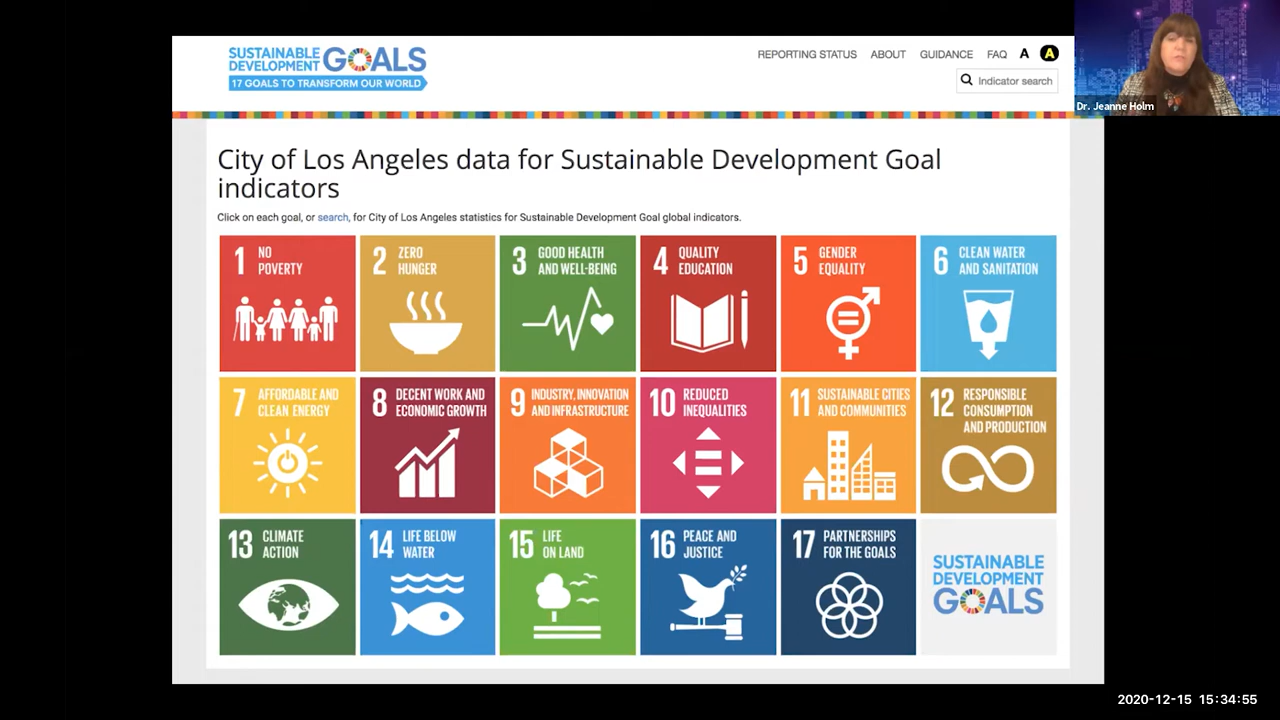 SUSTAINABLE
DEVELOPMENT
GOALS
17 GOALS TO TRANSFORM OUR WORLD
REPORTING STATUS ABOUT GUIDANCE FAQ A A
Indicator search
Dr. Jeanne Holm
City of Los Angeles data for Sustainable Development Goal
indicators
Click on each goal, or search, for City of Los Angeles statistics for Sustainable Development Goal global indicators.
1 NO
POVERTY
2 ZERO
HUNGER
3 GOOD HEALTH
AND WELL-BEING
4 QUALITY
EDUCATION
5 GENDER
EQUALITY
6 CLEAN WATER
AND SANITATION
7 AFFORDABLE AND
CLEAN ENERGY
8 DECENT WORK AND
ECONOMIC GROWTH
9 INDUSTRY, INNOVATION
AND INFRASTRUCTURE
10 REDUCED
INEQUALITIES
11 SUSTAINABLE CITIES
AND COMMUNITIES
12 RESPONSIBLE
CONSUMPTION
AND PRODUCTION
13 CLIMATE
ACTION
14 LIFE BELOW
WATER
15 LIFE
ON LAND
16 PEACE AND
JUSTICE
17 PARTNERSHIPS
FOR THE GOALS
SUSTAINABLE
DEVELOPMENT
GOALS
2020-12-15 15:34:55